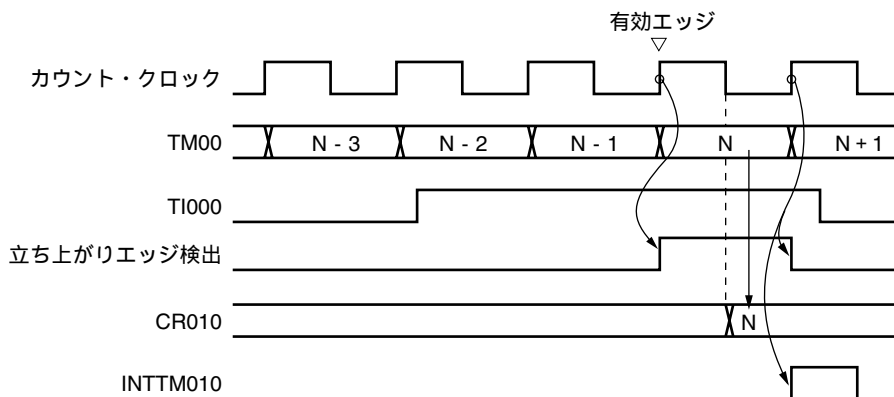 有効エッジ
▽
カウント・クロック
TM00 N - 3 N - 2 N - 1 N N + 1
TI000
立ち上がりエッジ検出
CR010 N
INTTM010